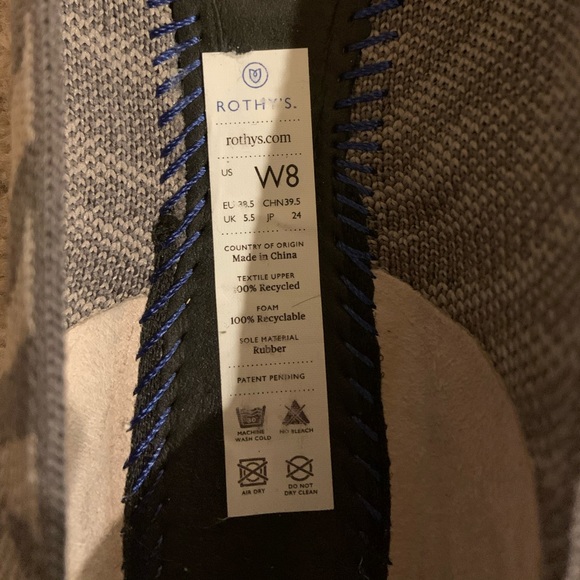 ROTHY'S.
rothys.com
US W8
EU 38.5 CHN 39.5
UK 5.5 JP 24
COUNTRY OF ORIGIN
Made in China
TEXTILE UPPER
100% Recycled
FOAM
100% Recyclable
SOLE MATERIAL
Rubber
PATENT PENDING
MACHINE WASH COLD
NO BLEACH
AIR DRY
DO NOT DRY CLEAN